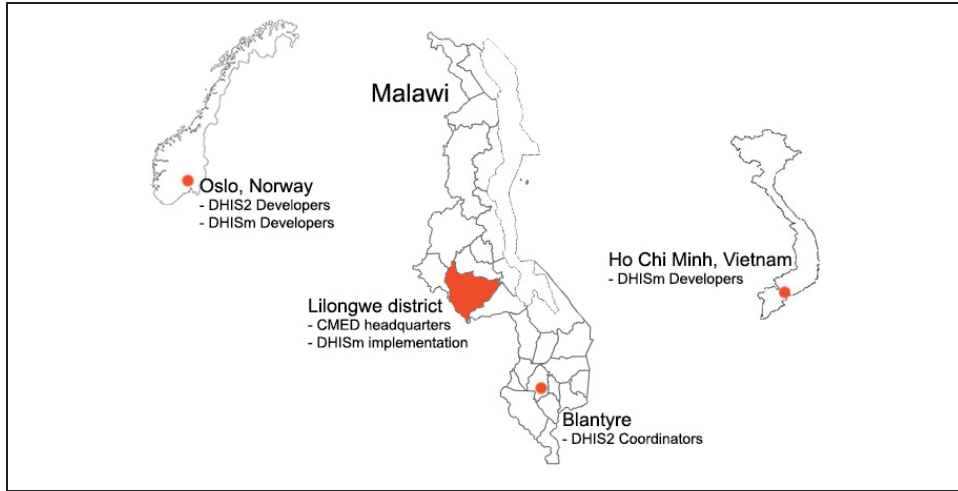 Malawi
Oslo, Norway
- DHIS2 Developers
- DHISm Developers
Ho Chi Minh, Vietnam
- DHISm Developers
Lilongwe district
- CMED headquarters
- DHISm implementation
Blantyre
- DHIS2 Coordinators